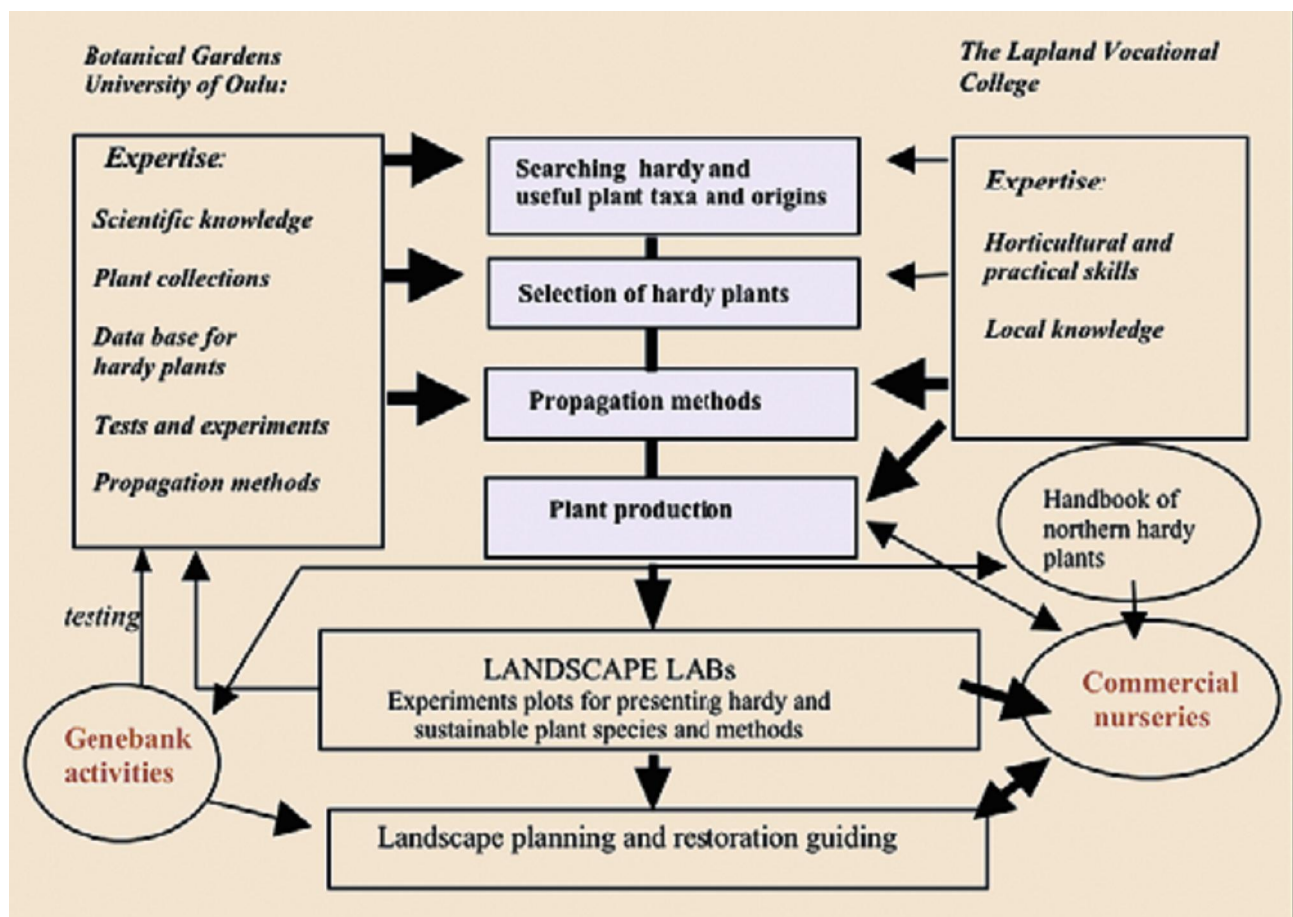 Botanical Gardens
University of Oulu:
The Lapland Vocational
College
Expertise:
Scientific knowledge
Plant collections
Data base for
hardy plants
Tests and experiments
Propagation methods
Searching hardy and
useful plant taxa and origins
Selection of hardy plants
Propagation methods
Plant production
Expertise:
Horticultural and
practical skills
Local knowledge
Handbook of
northern hardy
plants
testing
LANDSCAPE LABs
Experiments plots for presenting hardy and
sustainable plant species and methods
Commercial
nurseries
Genebank
activities
Landscape planning and restoration guiding